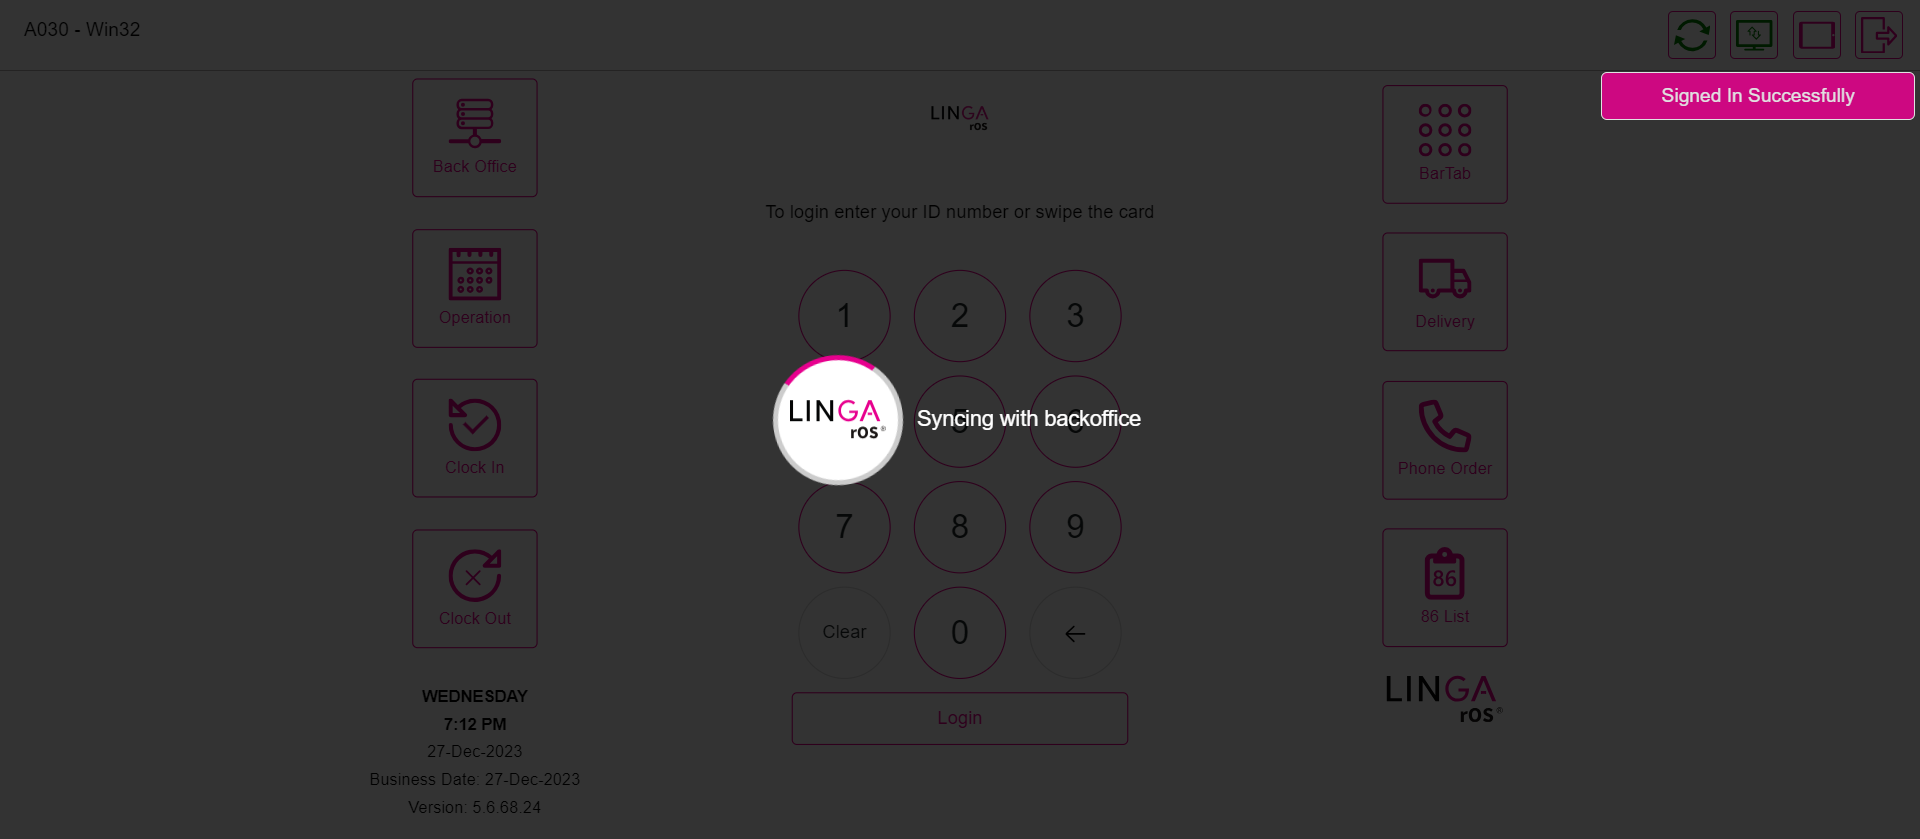 A030 - Win32
Signed In Successfully
Back Office
Operation
Clock In
Clock Out
WEDNESDAY
7:12 PM
27-Dec-2023
Business Date: 27-Dec-2023
Version: 5.6.68.24
LINGA
rOS
To login enter your ID number or swipe the card
1 2 3
LINGA
rOS®
Syncing with backoffice
5 6
7 8 9
Clear 0
Login
BarTab
Delivery
Phone Order
86
86 List
LINGA
rOS®